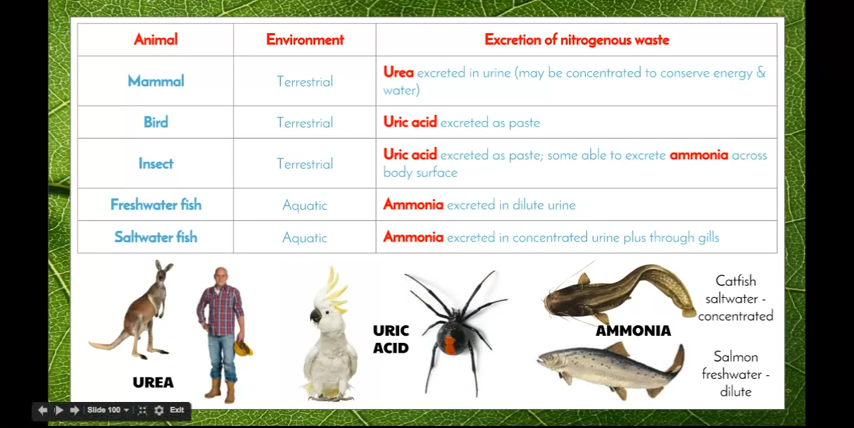 Animal Environment Excretion of nitrogenous waste
Mammal Terrestrial Urea excreted in urine (may be concentrated to conserve energy &
water)
Bird Terrestrial Uric acid excreted as paste
Insect Terrestrial Uric acid excreted as paste; some able to excrete ammonia across
body surface
Freshwater fish Aquatic Ammonia excreted in dilute urine
Saltwater fish Aquatic Ammonia excreted in concentrated urine plus through gills
UREA
URIC
ACID
AMMONIA
Catfish
saltwater -
concentrated
Salmon
freshwater -
dilute
Slide 100 Exit